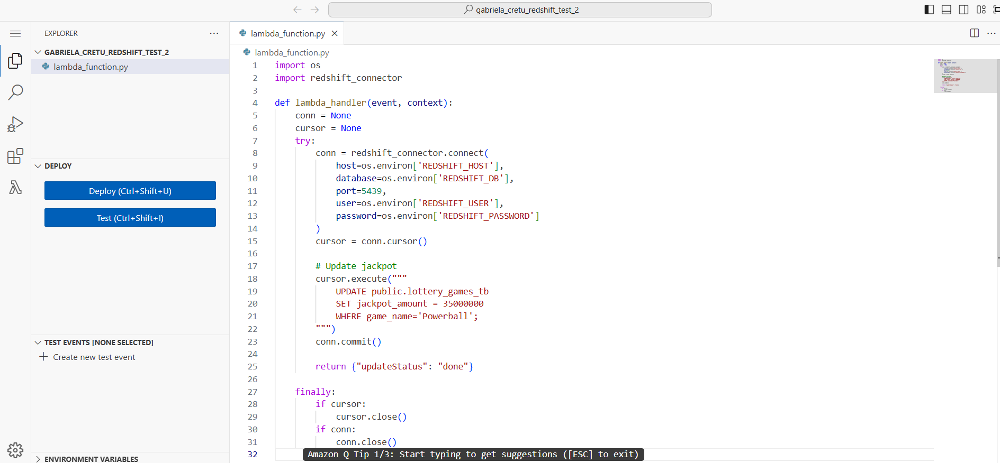 gabriela_cretu_redshift_test_2
EXPLORER
GABRIELA_CRETU_REDSHIFT_TEST_2
lambda_function.py
DEPLOY
Deploy (Ctrl+Shift+U)
Test (Ctrl+Shift+I)
TEST EVENTS [NONE SELECTED]
Create new test event
ENVIRONMENT VARIABLES
lambda_function.py
lambda_function.py
1 import os
2 import redshift_connector
3
4 def lambda_handler(event, context):
5     conn = None
6     cursor = None
7     try:
8         conn = redshift_connector.connect(
9             host=os.environ['REDSHIFT_HOST'],
10             database=os.environ['REDSHIFT_DB'],
11             port=5439,
12             user=os.environ['REDSHIFT_USER'],
13             password=os.environ['REDSHIFT_PASSWORD']
14         )
15         cursor = conn.cursor()
16
17         # Update jackpot
18         cursor.execute("""
19             UPDATE public.lottery_games_tb
20             SET jackpot_amount = 35000000
21             WHERE game_name='Powerball';
22         """)
23         conn.commit()
24
25         return {"updateStatus": "done"}
26
27     finally:
28         if cursor:
29             cursor.close()
30         if conn:
31             conn.close()
32 Amazon Q Tip 1/3: Start typing to get suggestions ([ESC] to exit)